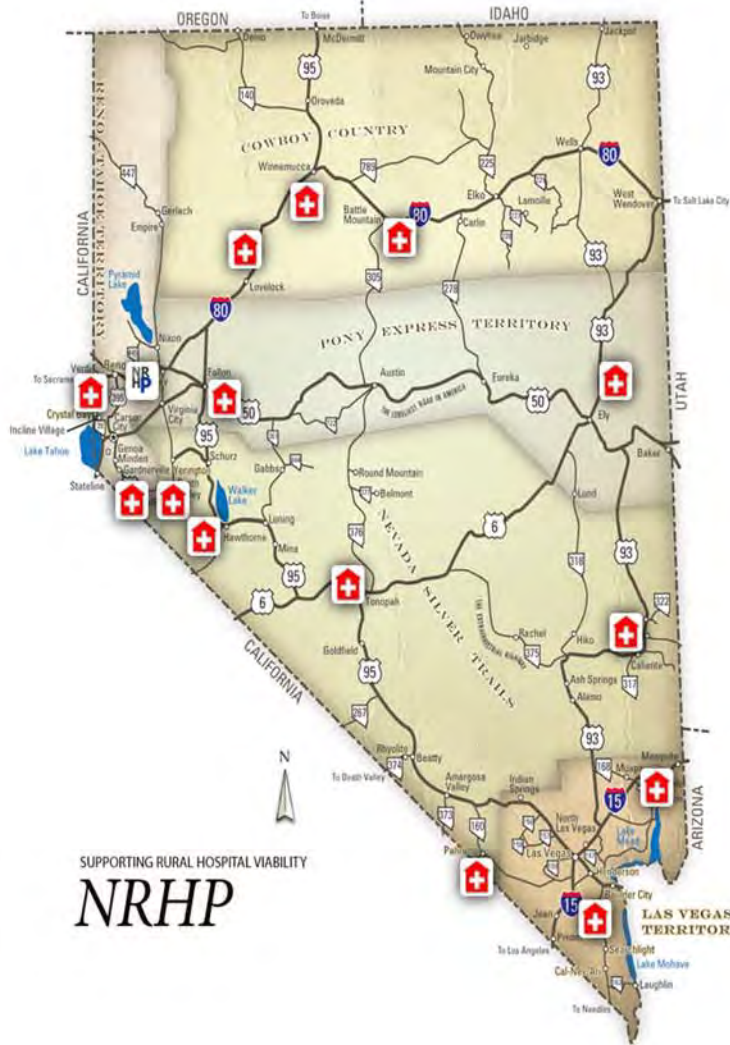 OREGON
To Boise
IDAHO
Denio
McDermitt
Owyhee
Jarbidge
Jackpot
95
Mountain City
93
140
Orovada
COWBOY COUNTRY
RENO-TAHOE TERRITORY
Wells
80
447
Winnemucca
789
225
CALIFORNIA
Elko
Lamoille
West
Wendover
To Salt Lake City
Gerlach
Battle
Mountain
80
Carlin
Empire
Pyramid
Lake
Lovelock
305
278
93
80
PONY EXPRESS TERRITORY
Nixon
93
UTAH
To Sacra
NR
HP
Fallon
Austin
Eureka
THE LONELIEST ROAD IN AMERICA
50
50
Crystal Bay
Virginia
City
Ely
Incline Village
Carson
City
95
Baker
Lake Tahoe
Genoa
Minden
Schurz
Gardnerville
Yerington
Gabbs
Round Mountain
Stateline
Walker
Lake
Belmont
Lund
Hawthorne
Luning
6
376
Mina
NEVADA SILVER TRAILS
93
318
95
6
Tonopah
322
Rachel
Hiko
375
THE EXTRATERRESTRIAL HIGHWAY
Caliente
Goldfield
CALIFORNIA
95
Ash Springs
317
Alamo
267
93
Rhyolite
Beatty
374
Mesquite
To Death Valley
168
N
Amargosa
Valley
Indian
Springs
15
373
160
North
Las Vegas
ARIZONA
Lake
Mead
Las Vegas
SUPPORTING RURAL HOSPITAL VIABILITY
Henderson
NRHP
15
Jean
LAS VEGAS
TERRITOR
To Los Angeles
Searchlight
Cal-Nev-Ari
Lake Mohave
Laughlin
To Needles